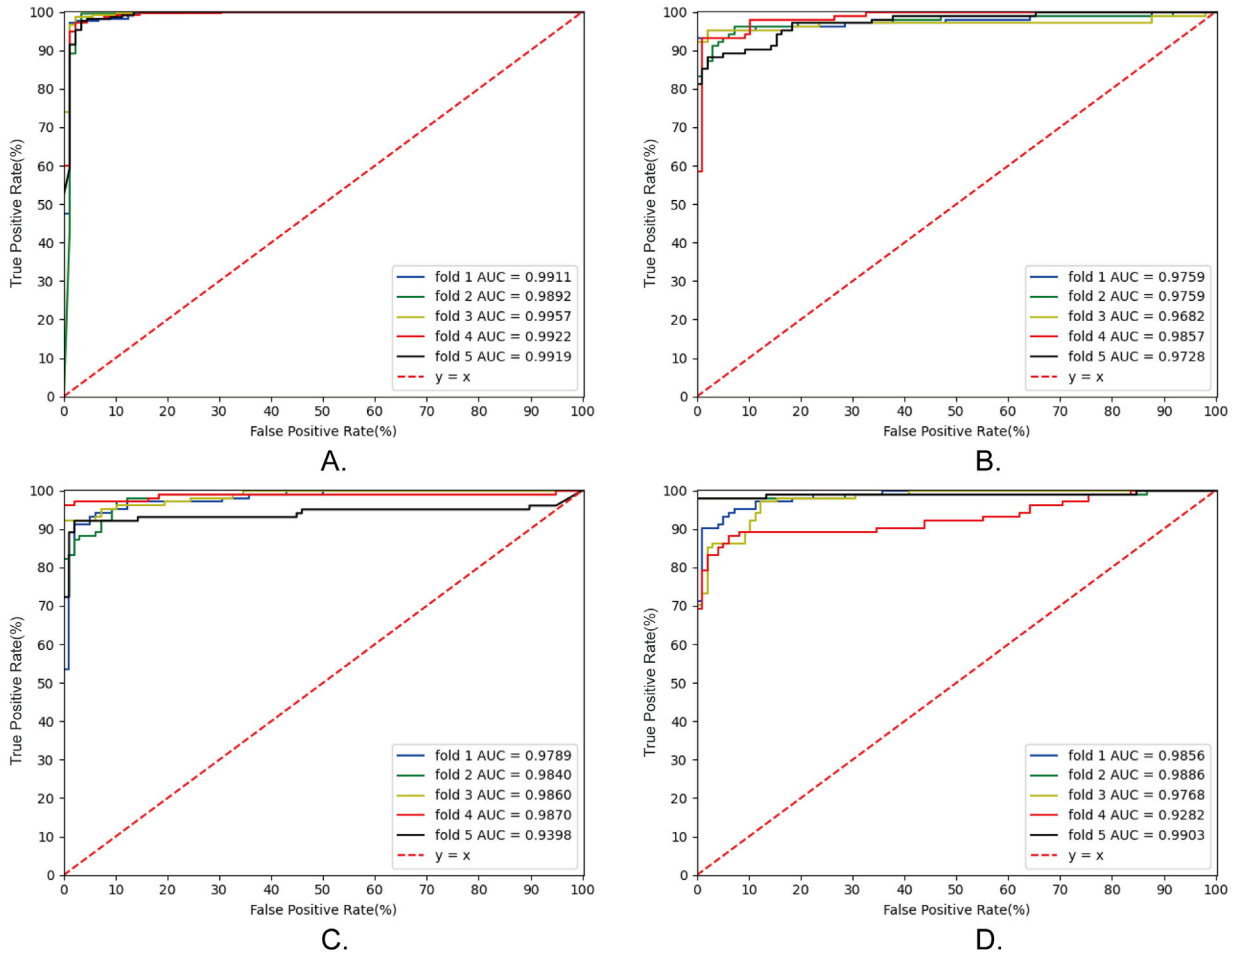 100
90
80
70
60
50
40
30
20
10
0
True Positive Rate(%)
fold 1 AUC = 0.9911
fold 2 AUC = 0.9892
fold 3 AUC = 0.9957
fold 4 AUC = 0.9922
fold 5 AUC = 0.9919
y = x
0 10 20 30 40 50 60 70 80 90 100
False Positive Rate(%)
A.
100
90
80
70
60
50
40
30
20
10
0
True Positive Rate(%)
fold 1 AUC = 0.9759
fold 2 AUC = 0.9759
fold 3 AUC = 0.9682
fold 4 AUC = 0.9857
fold 5 AUC = 0.9728
y = x
0 10 20 30 40 50 60 70 80 90 100
False Positive Rate(%)
B.
100
90
80
70
60
50
40
30
20
10
0
True Positive Rate(%)
fold 1 AUC = 0.9789
fold 2 AUC = 0.9840
fold 3 AUC = 0.9860
fold 4 AUC = 0.9870
fold 5 AUC = 0.9398
y = x
0 10 20 30 40 50 60 70 80 90 100
False Positive Rate(%)
C.
100
90
80
70
60
50
40
30
20
10
0
True Positive Rate(%)
fold 1 AUC = 0.9856
fold 2 AUC = 0.9886
fold 3 AUC = 0.9768
fold 4 AUC = 0.9282
fold 5 AUC = 0.9903
y = x
0 10 20 30 40 50 60 70 80 90 100
False Positive Rate(%)
D.